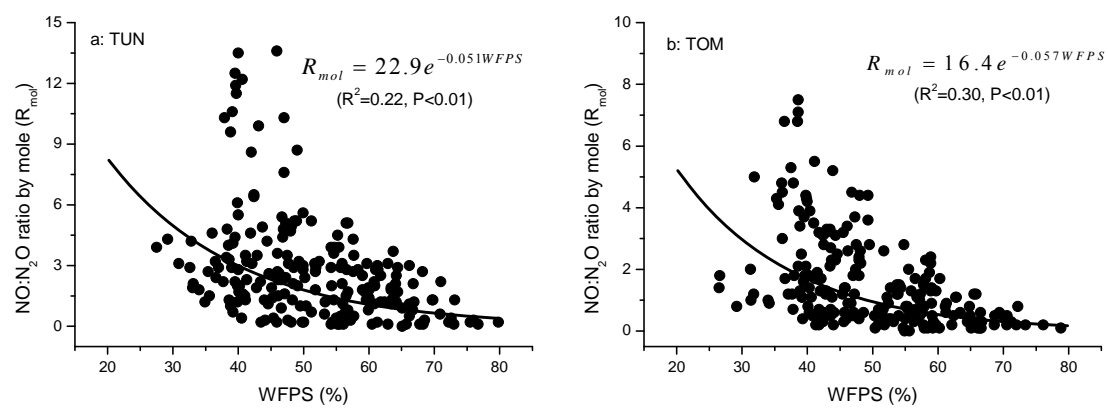 a: TUN
R_mol = 22.9e^-0.051WFPS
(R²=0.22, P<0.01)
NO:N₂O ratio by mole (R_mol)
15
12
9
6
3
0
20 30 40 50 60 70 80
WFPS (%)
b: TOM
R_mol = 16.4e^-0.057WFPS
(R²=0.30, P<0.01)
NO:N₂O ratio by mole (R_mol)
10
8
6
4
2
0
20 30 40 50 60 70 80
WFPS (%)